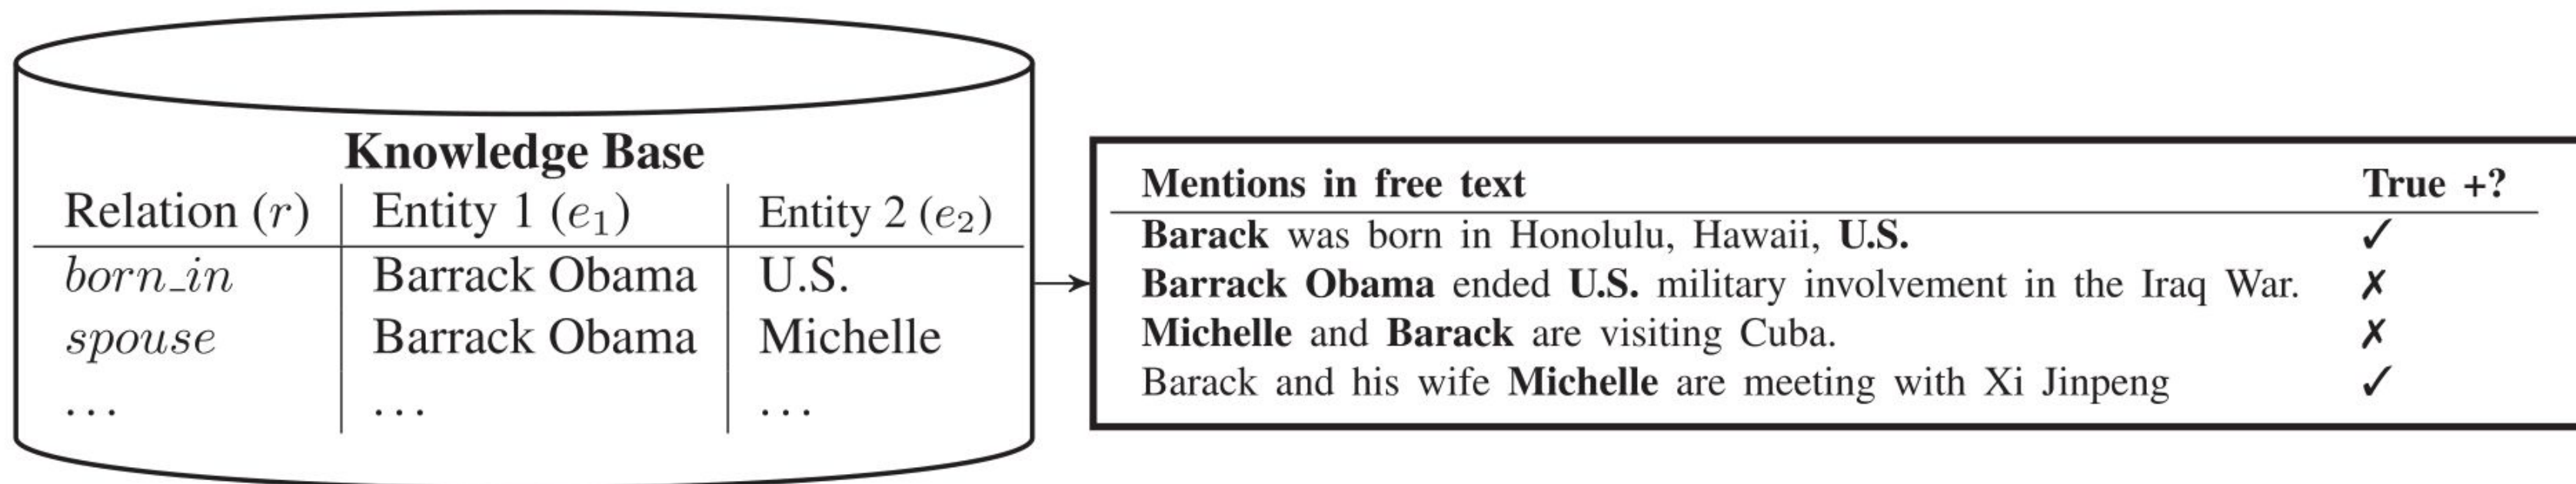 Knowledge Base
Relation (r) Entity 1 (e₁) Entity 2 (e₂)
born_in Barrack Obama U.S.
spouse Barrack Obama Michelle
... ... ...
Mentions in free text True +?
Barack was born in Honolulu, Hawaii, U.S. ✓
Barrack Obama ended U.S. military involvement in the Iraq War. ✗
Michelle and Barack are visiting Cuba. ✗
Barack and his wife Michelle are meeting with Xi Jinpeng ✓